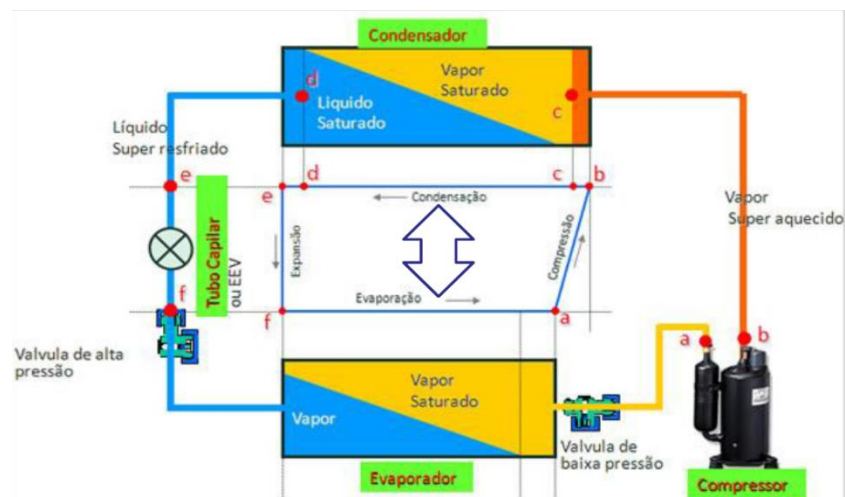 Condensador
d
Vapor
Saturado
c
Liquido
Saturado
Líquido
Super resfriado
e
e
d
c
b
Condensação
Vapor
Super aquecido
Tubo Capilar
ou EEV
Expansão
Compressão
Evaporação
f
f
a
a
b
Valvula de alta
pressão
Vapor
Saturado
Vapor
Valvula de
baixa pressão
Evaporador
Compressor